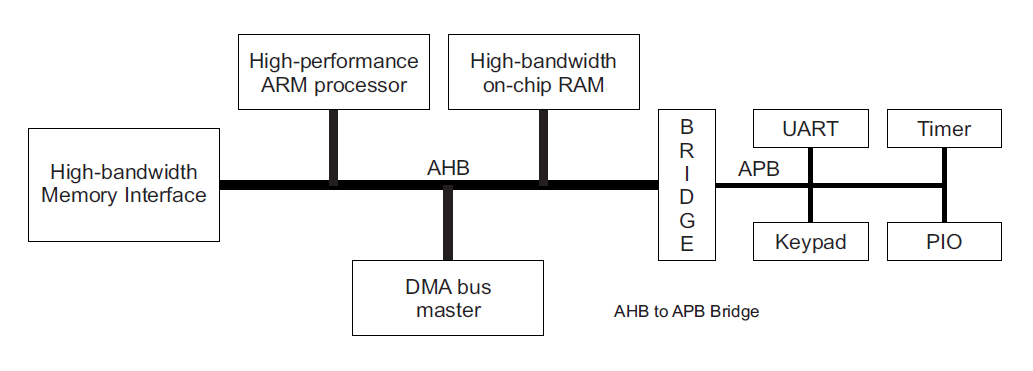 High-performance
ARM processor
High-bandwidth
on-chip RAM
High-bandwidth
Memory Interface
AHB
B
R
I
D
G
E
APB
UART
Timer
Keypad
PIO
DMA bus
master
AHB to APB Bridge